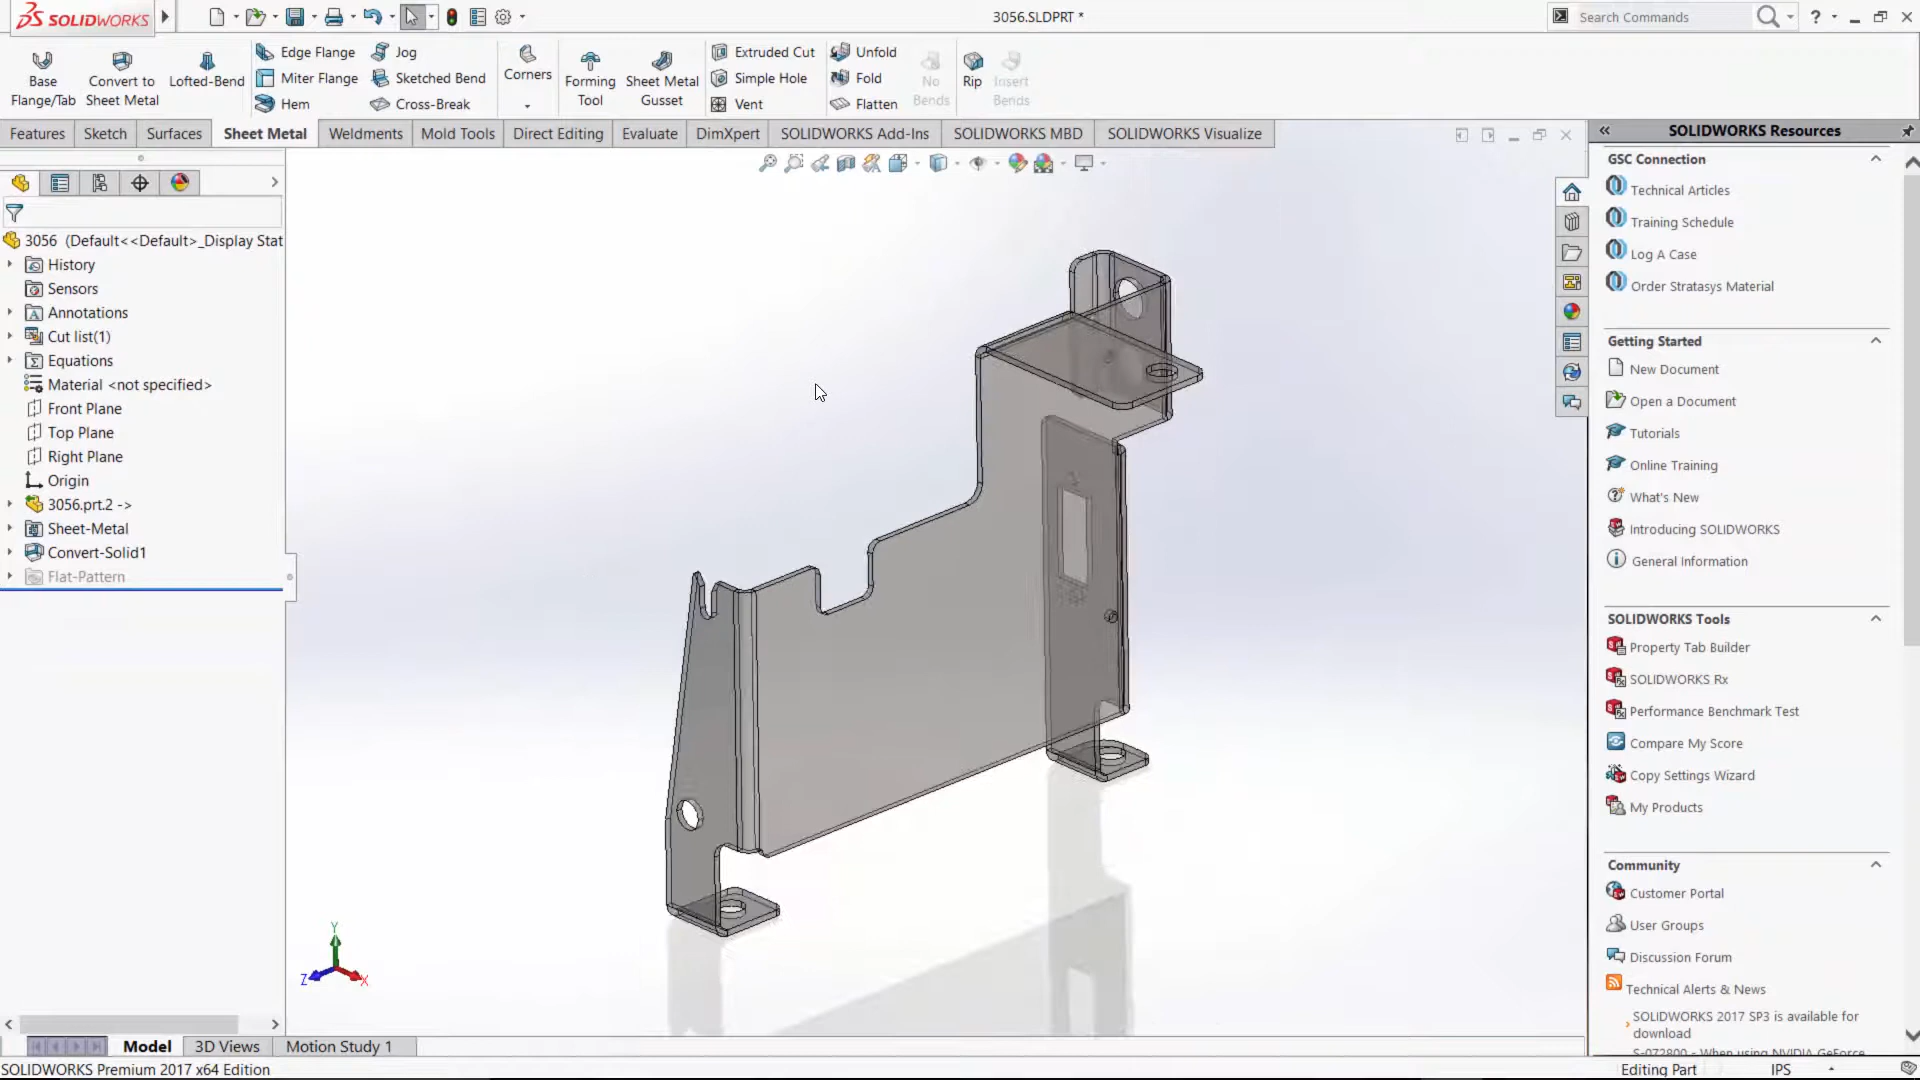 SOLIDWORKS
3056.SLDPRT *
Search Commands
?
Base Flange/Tab
Convert to Sheet Metal
Lofted-Bend
Edge Flange
Miter Flange
Hem
Jog
Sketched Bend
Cross-Break
Corners
Forming Tool
Sheet Metal Gusset
Extruded Cut
Simple Hole
Vent
Unfold
Fold
Flatten
No Bends
Rip
Insert Bends
Features
Sketch
Surfaces
Sheet Metal
Weldments
Mold Tools
Direct Editing
Evaluate
DimXpert
SOLIDWORKS Add-Ins
SOLIDWORKS MBD
SOLIDWORKS Visualize
3056 (Default<<Default>_Display Stat
History
Sensors
Annotations
Cut list(1)
Equations
Material <not specified>
Front Plane
Top Plane
Right Plane
Origin
3056.prt.2 ->
Sheet-Metal
Convert-Solid1
Flat-Pattern
Y
Z
X
SOLIDWORKS Resources
GSC Connection
Technical Articles
Training Schedule
Log A Case
Order Stratasys Material
Getting Started
New Document
Open a Document
Tutorials
Online Training
What's New
Introducing SOLIDWORKS
General Information
SOLIDWORKS Tools
Property Tab Builder
SOLIDWORKS Rx
Performance Benchmark Test
Compare My Score
Copy Settings Wizard
My Products
Community
Customer Portal
User Groups
Discussion Forum
Technical Alerts & News
SOLIDWORKS 2017 SP3 is available for
download
S-072800 - When using NVIDIA GeForce
Model
3D Views
Motion Study 1
SOLIDWORKS Premium 2017 x64 Edition
Editing Part
IPS